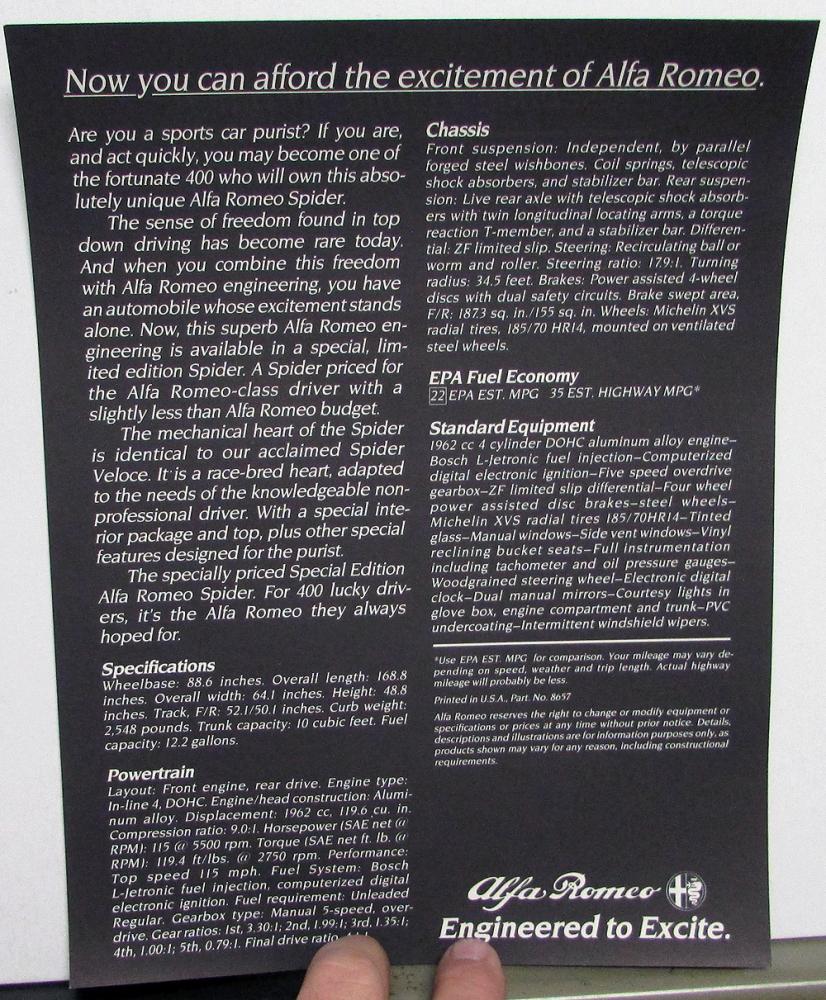 Now you can afford the excitement of Alfa Romeo.
Are you a sports car purist? If you are,
and act quickly, you may become one of
the fortunate 400 who will own this abso-
lutely unique Alfa Romeo Spider.
The sense of freedom found in top
down driving has become rare today.
And when you combine this freedom
with Alfa Romeo engineering, you have
an automobile whose excitement stands
alone. Now, this superb Alfa Romeo en-
gineering is available in a special, lim-
ited edition Spider. A Spider priced for
the Alfa Romeo-class driver with a
slightly less than Alfa Romeo budget.
The mechanical heart of the Spider
is identical to our acclaimed Spider
Veloce. It is a race-bred heart, adapted
to the needs of the knowledgeable non-
professional driver. With a special inte-
rior package and top, plus other special
features designed for the purist.
The specially priced Special Edition
Alfa Romeo Spider. For 400 lucky driv-
ers, it's the Alfa Romeo they always
hoped for.
Specifications
Wheelbase: 88.6 inches. Overall length: 168.8
inches. Overall width: 64.1 inches. Height: 48.8
inches. Track, F/R: 52.1/50.1 inches. Curb weight:
2,548 pounds. Trunk capacity: 10 cubic feet. Fuel
capacity: 12.2 gallons.
Powertrain
Layout: Front engine, rear drive. Engine type:
In-line 4, DOHC. Engine/head construction: Alumi-
num alloy. Displacement: 1962 cc, 119.6 cu. in.
Compression ratio: 9.0:1. Horsepower (SAE net @
RPM): 115 @ 5500 rpm. Torque (SAE net ft. lb. @
RPM): 119.4 ft/lbs. @ 2750 rpm. Performance:
Top speed 115 mph. Fuel System: Bosch
L-Jetronic fuel injection, computerized digital
electronic ignition. Fuel requirement: Unleaded
Regular. Gearbox type: Manual 5-speed, over-
drive. Gear ratios: 1st, 3.30:1; 2nd, 1.99:1; 3rd, 1.35:1;
4th, 1.00:1; 5th, 0.79:1. Final drive ratio
Chassis
Front suspension: Independent, by parallel
forged steel wishbones. Coil springs, telescopic
shock absorbers, and stabilizer bar. Rear suspen-
sion: Live rear axle with telescopic shock absorb-
ers with twin longitudinal locating arms, a torque
reaction T-member, and a stabilizer bar. Differen-
tial: ZF limited slip. Steering: Recirculating ball or
worm and roller. Steering ratio: 17.9:1. Turning
radius: 34.5 feet. Brakes: Power assisted 4-wheel
discs with dual safety circuits. Brake swept area,
F/R: 187.3 sq. in./155 sq. in. Wheels: Michelin XVS
radial tires, 185/70 HR14, mounted on ventilated
steel wheels.
EPA Fuel Economy
22 EPA EST. MPG 35 EST. HIGHWAY MPG*
Standard Equipment
1962 cc 4 cylinder DOHC aluminum alloy engine–
Bosch L-Jetronic fuel injection–Computerized
digital electronic ignition–Five speed overdrive
gearbox–ZF limited slip differential–Four wheel
power assisted disc brakes–steel wheels–
Michelin XVS radial tires 185/70HR14–Tinted
glass–Manual windows–Side vent windows–Vinyl
reclining bucket seats–Full instrumentation
including tachometer and oil pressure gauges–
Woodgrained steering wheel–Electronic digital
clock–Dual manual mirrors–Courtesy lights in
glove box, engine compartment and trunk–PVC
undercoating–Intermittent windshield wipers.
*Use EPA EST. MPG for comparison. Your mileage may vary de-
pending on speed, weather and trip length. Actual highway
mileage will probably be less.
Printed in U.S.A., Part. No. 8657
Alfa Romeo reserves the right to change or modify equipment or
specifications or prices at any time without prior notice. Details,
descriptions and illustrations are for information purposes only, as
products shown may vary for any reason, including constructional
requirements.
Alfa Romeo
Engineered to Excite.